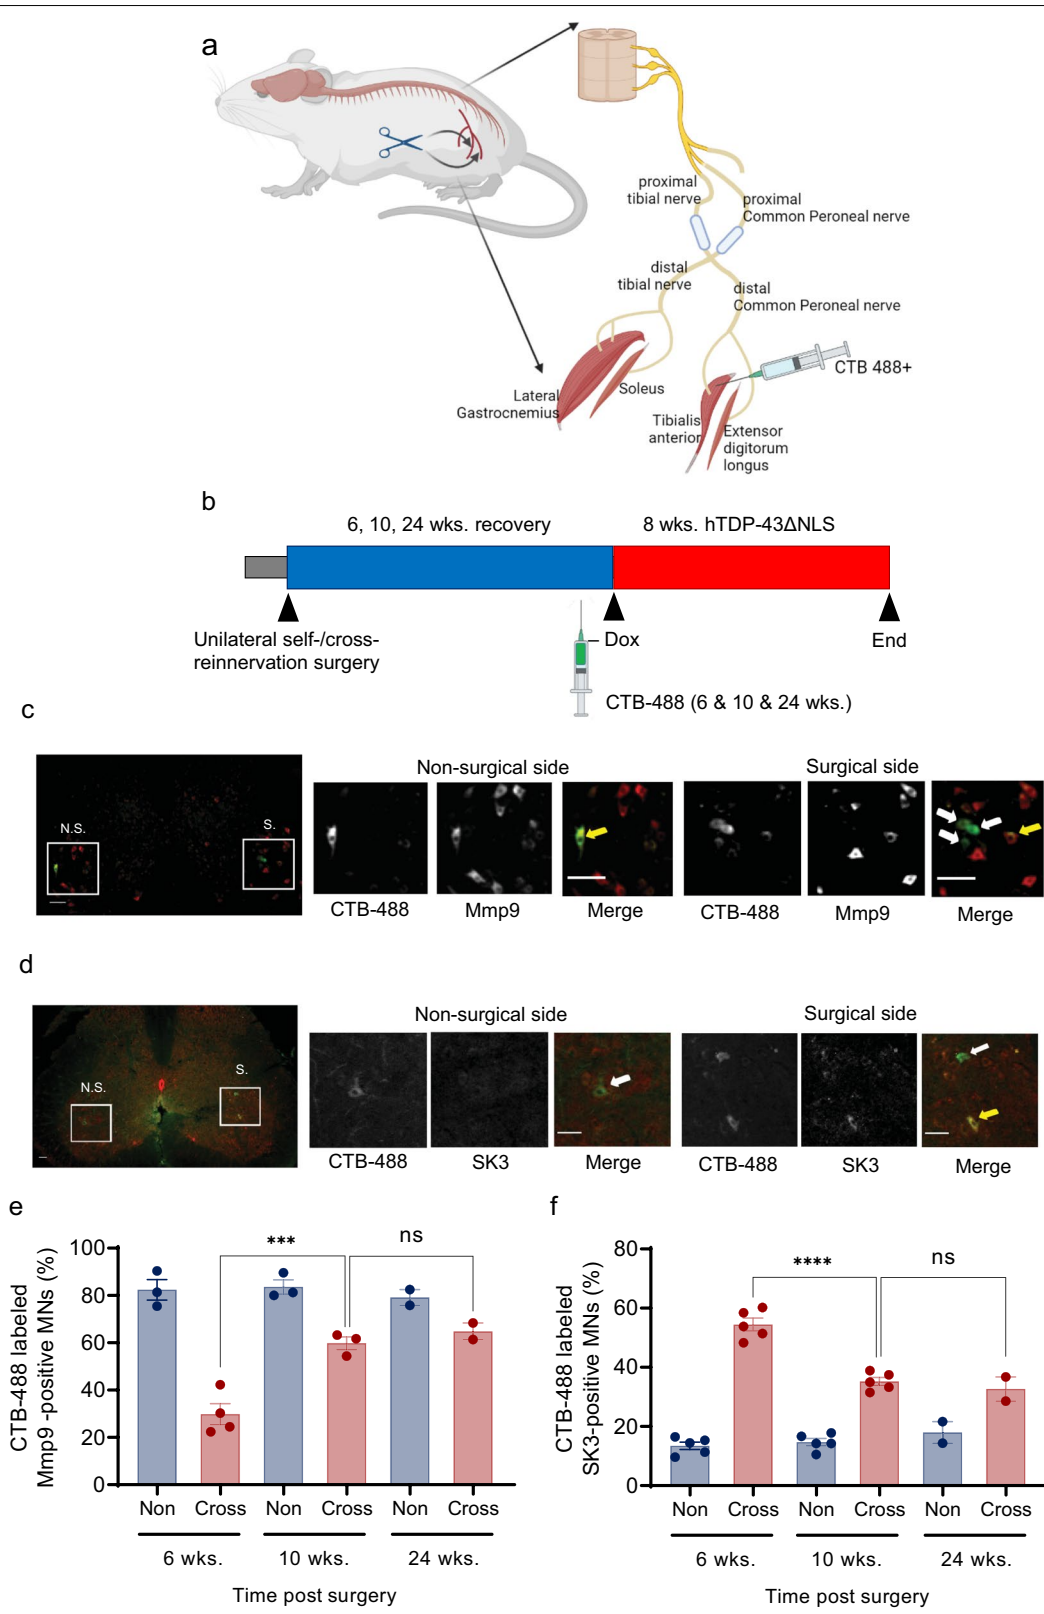 a
proximal
tibial nerve
proximal
Common Peroneal nerve
distal
tibial nerve
distal
Common Peroneal nerve
CTB 488+
Lateral
Gastrocnemius
Soleus
Tibialis
anterior
Extensor
digitorum
longus
b
6, 10, 24 wks. recovery
8 wks. hTDP-43ΔNLS
Unilateral self-/cross-
reinnervation surgery
Dox
End
CTB-488 (6 & 10 & 24 wks.)
c
Non-surgical side
Surgical side
N.S.
S.
CTB-488
Mmp9
Merge
CTB-488
Mmp9
Merge
d
Non-surgical side
Surgical side
N.S.
S.
CTB-488
SK3
Merge
CTB-488
SK3
Merge
e
CTB-488 labeled
Mmp9 -positive MNs (%)
100
80
60
40
20
0
***
ns
Non Cross Non Cross Non Cross
6 wks. 10 wks. 24 wks.
Time post surgery
f
CTB-488 labeled
SK3-positive MNs (%)
80
60
40
20
0
****
ns
Non Cross Non Cross Non Cross
6 wks. 10 wks. 24 wks.
Time post surgery